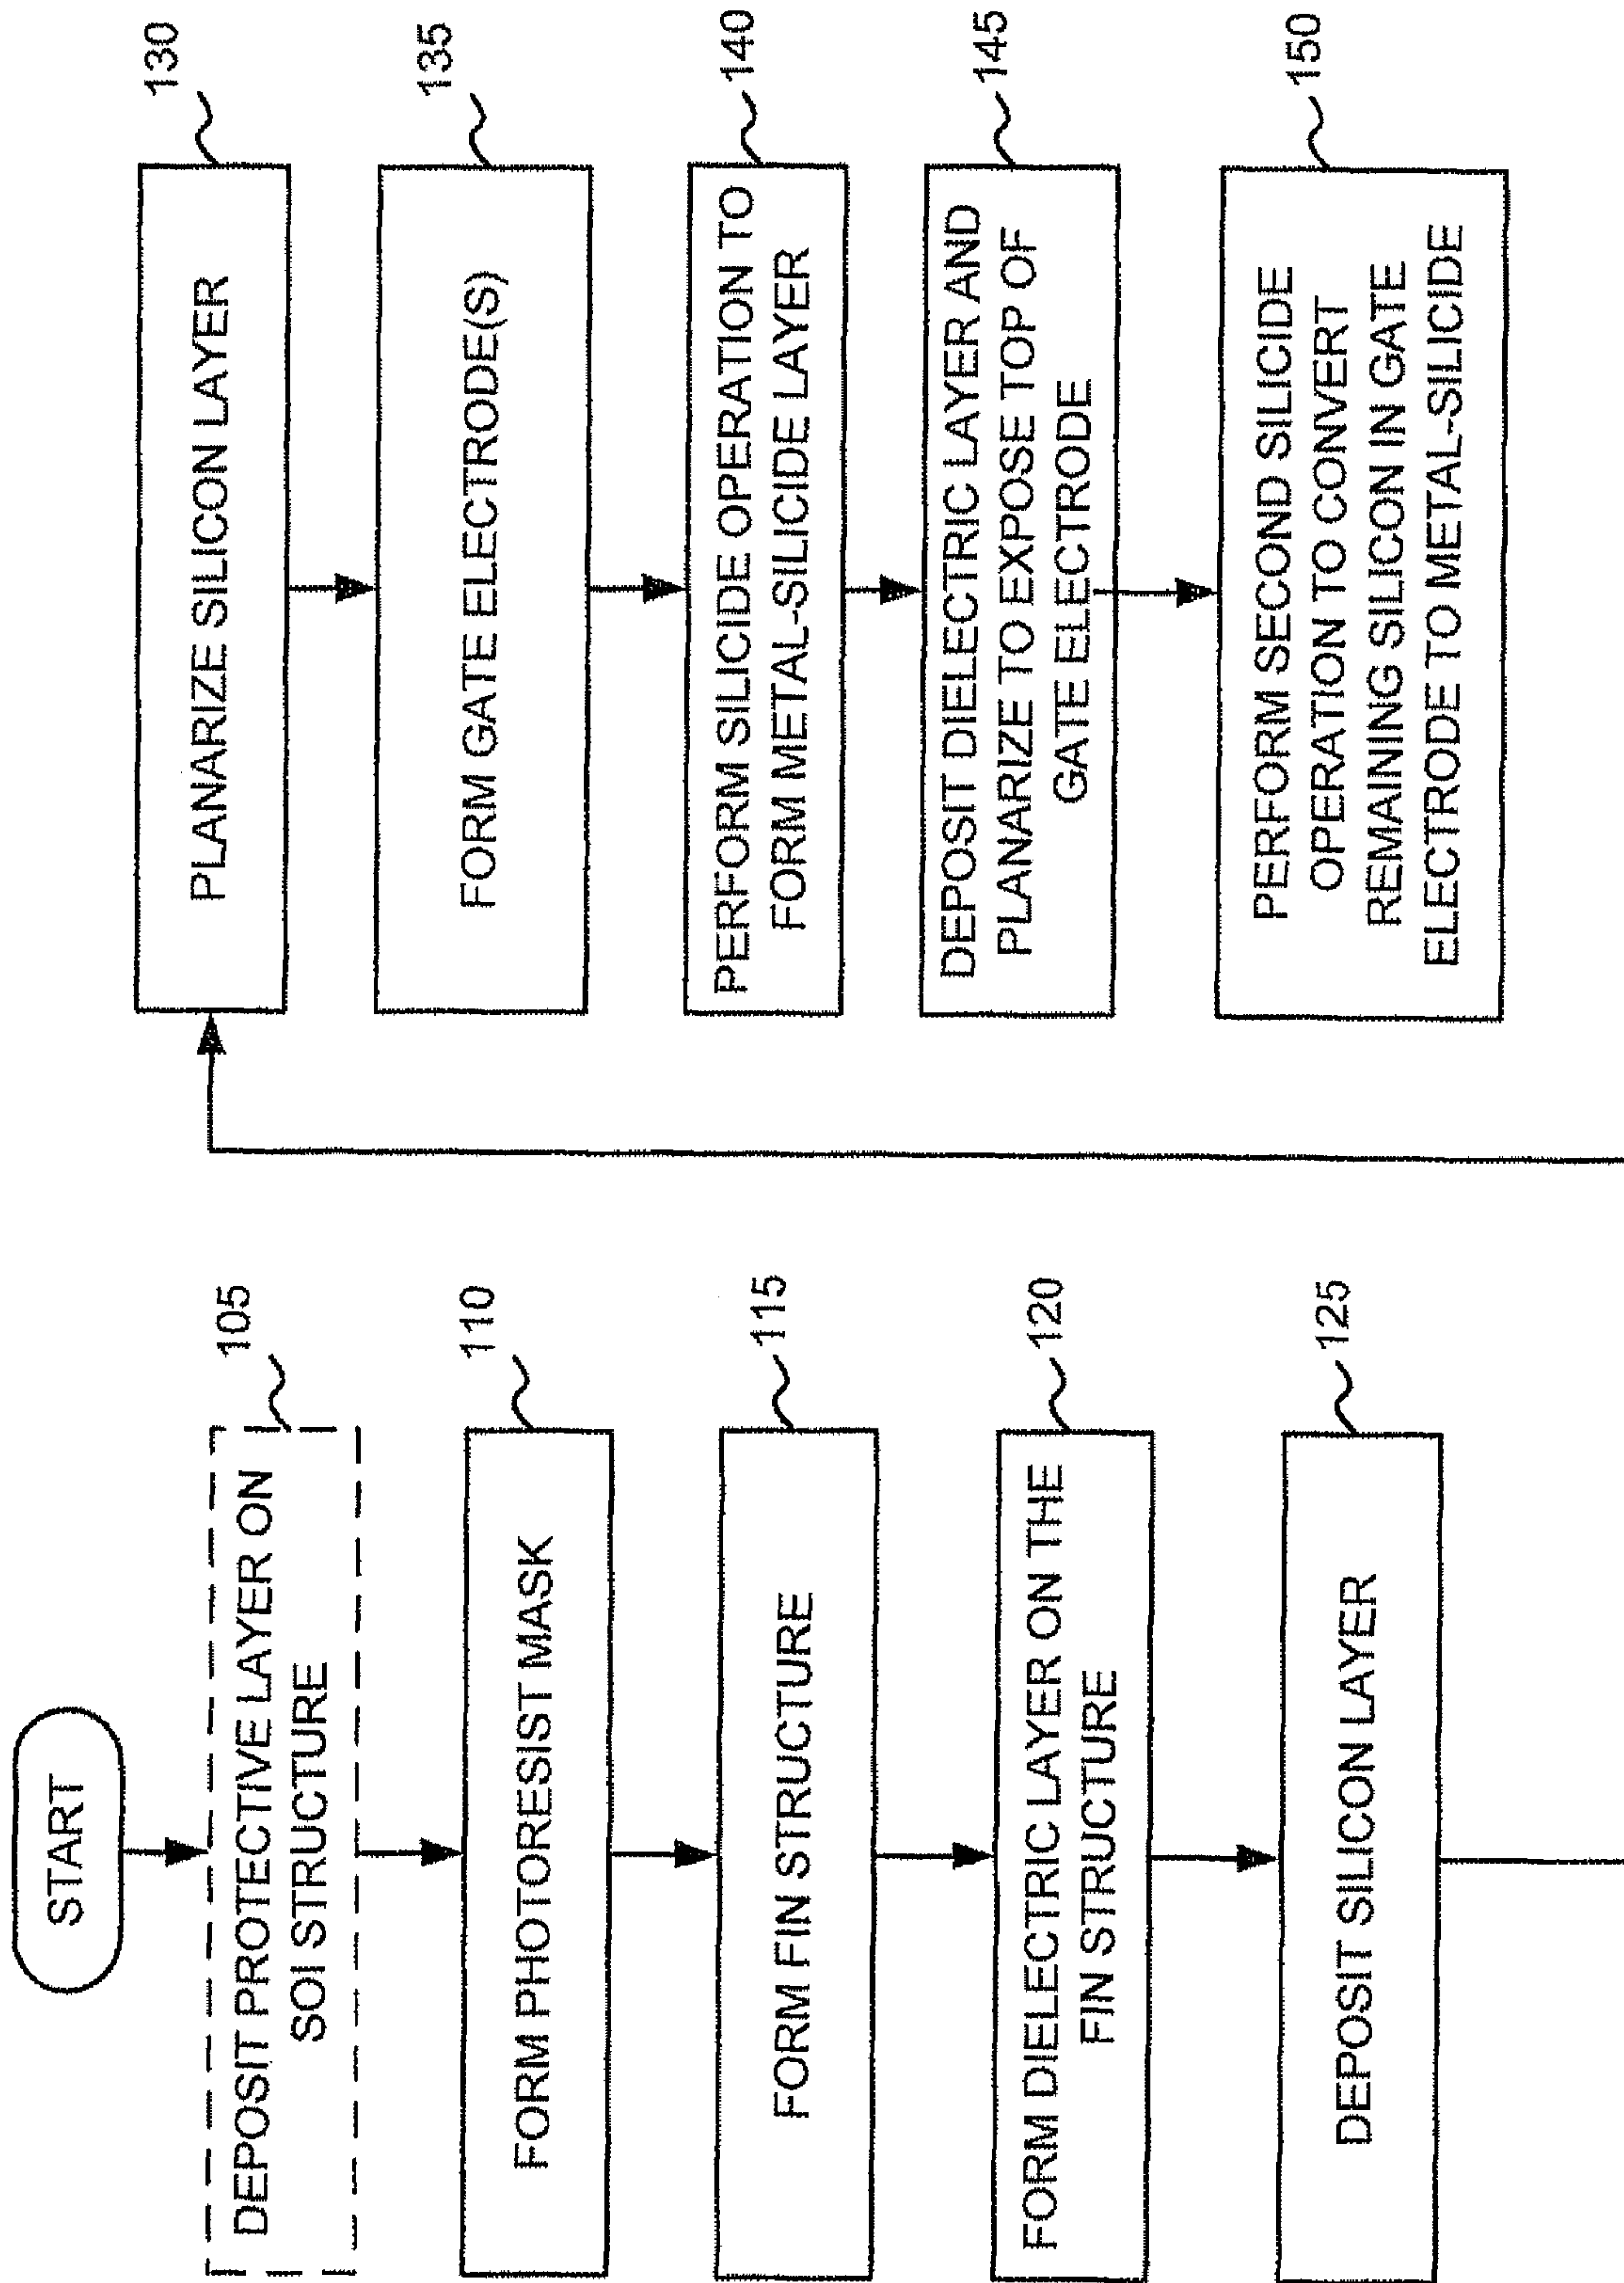 START
105
DEPOSIT PROTECTIVE LAYER ON
SOI STRUCTURE
110
FORM PHOTORESIST MASK
115
FORM FIN STRUCTURE
120
FORM DIELECTRIC LAYER ON THE
FIN STRUCTURE
125
DEPOSIT SILICON LAYER
130
PLANARIZE SILICON LAYER
135
FORM GATE ELECTRODE(S)
140
PERFORM SILICIDE OPERATION TO
FORM METAL-SILICIDE LAYER
145
DEPOSIT DIELECTRIC LAYER AND
PLANARIZE TO EXPOSE TOP OF
GATE ELECTRODE
150
PERFORM SECOND SILICIDE
OPERATION TO CONVERT
REMAINING SILICON IN GATE
ELECTRODE TO METAL-SILICIDE